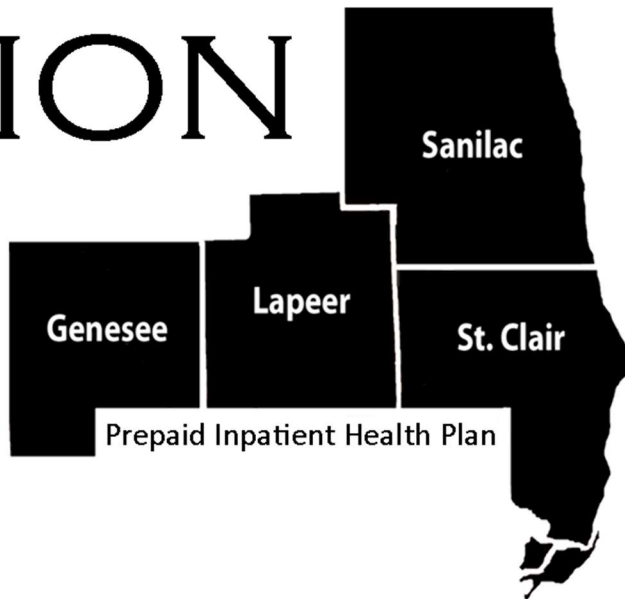 ION
Sanilac
Lapeer
Genesee
St. Clair
Prepaid Inpatient Health Plan